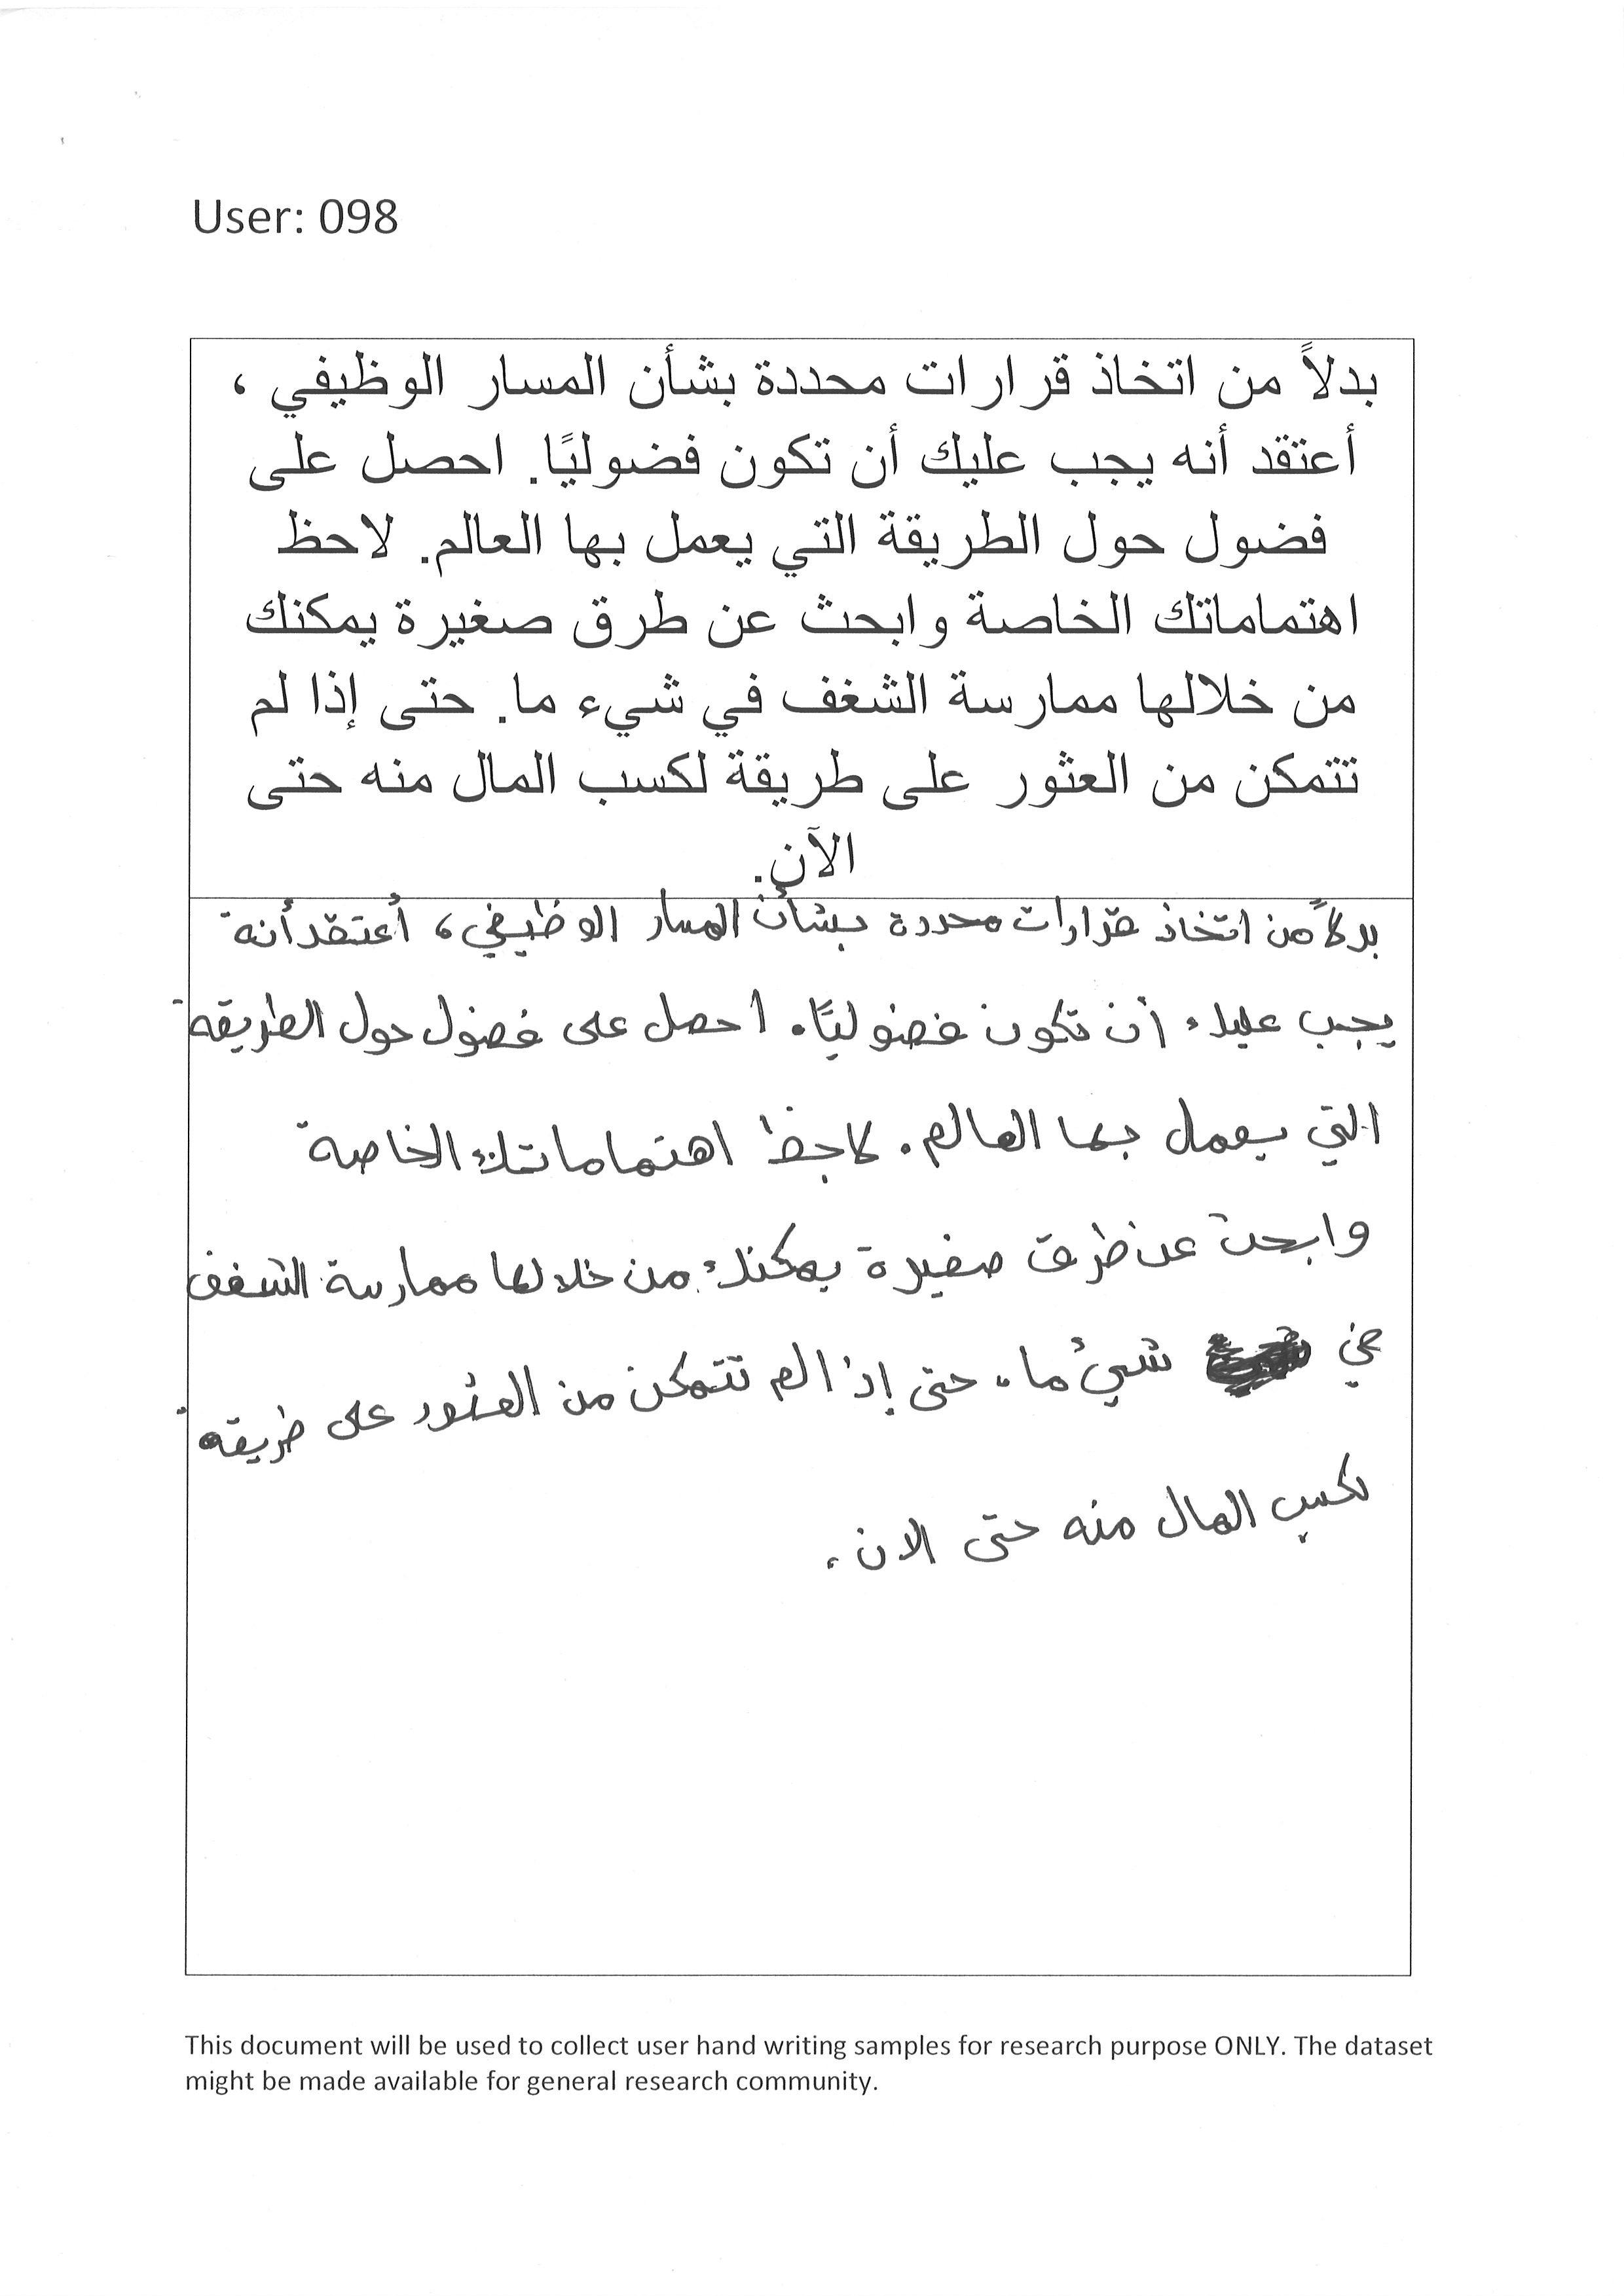 User: 098
بدلاً من اتخاذ قرارات محددة بشأن المسار الوظيفي ،
أعتقد أنه يجب عليك أن تكون فضوليًا. احصل على
فضول حول الطريقة التي يعمل بها العالم. لاحظ
اهتماماتك الخاصة وابحث عن طرق صغيرة يمكنك
من خلالها ممارسة الشغف في شيء ما. حتى إذا لم
تتمكن من العثور على طريقة لكسب المال منه حتى
الآن.
بدلاً من اتخاذ قرارات محددة بشأن المسار الوظيفي، أعتقد أنه
يجب عليك أن تكون فضوليًا. احصل على فضول حول الطريقة
التي يعمل بها العالم. لاحظ اهتماماتك الخاصة
وابحث عن طرق صغيرة يمكنك من خلالها ممارسة الشغف
في شيء ما. حتى إذا لم تتمكن من العثور على طريقة
لكسب المال منه حتى الان.
This document will be used to collect user hand writing samples for research purpose ONLY. The dataset
might be made available for general research community.